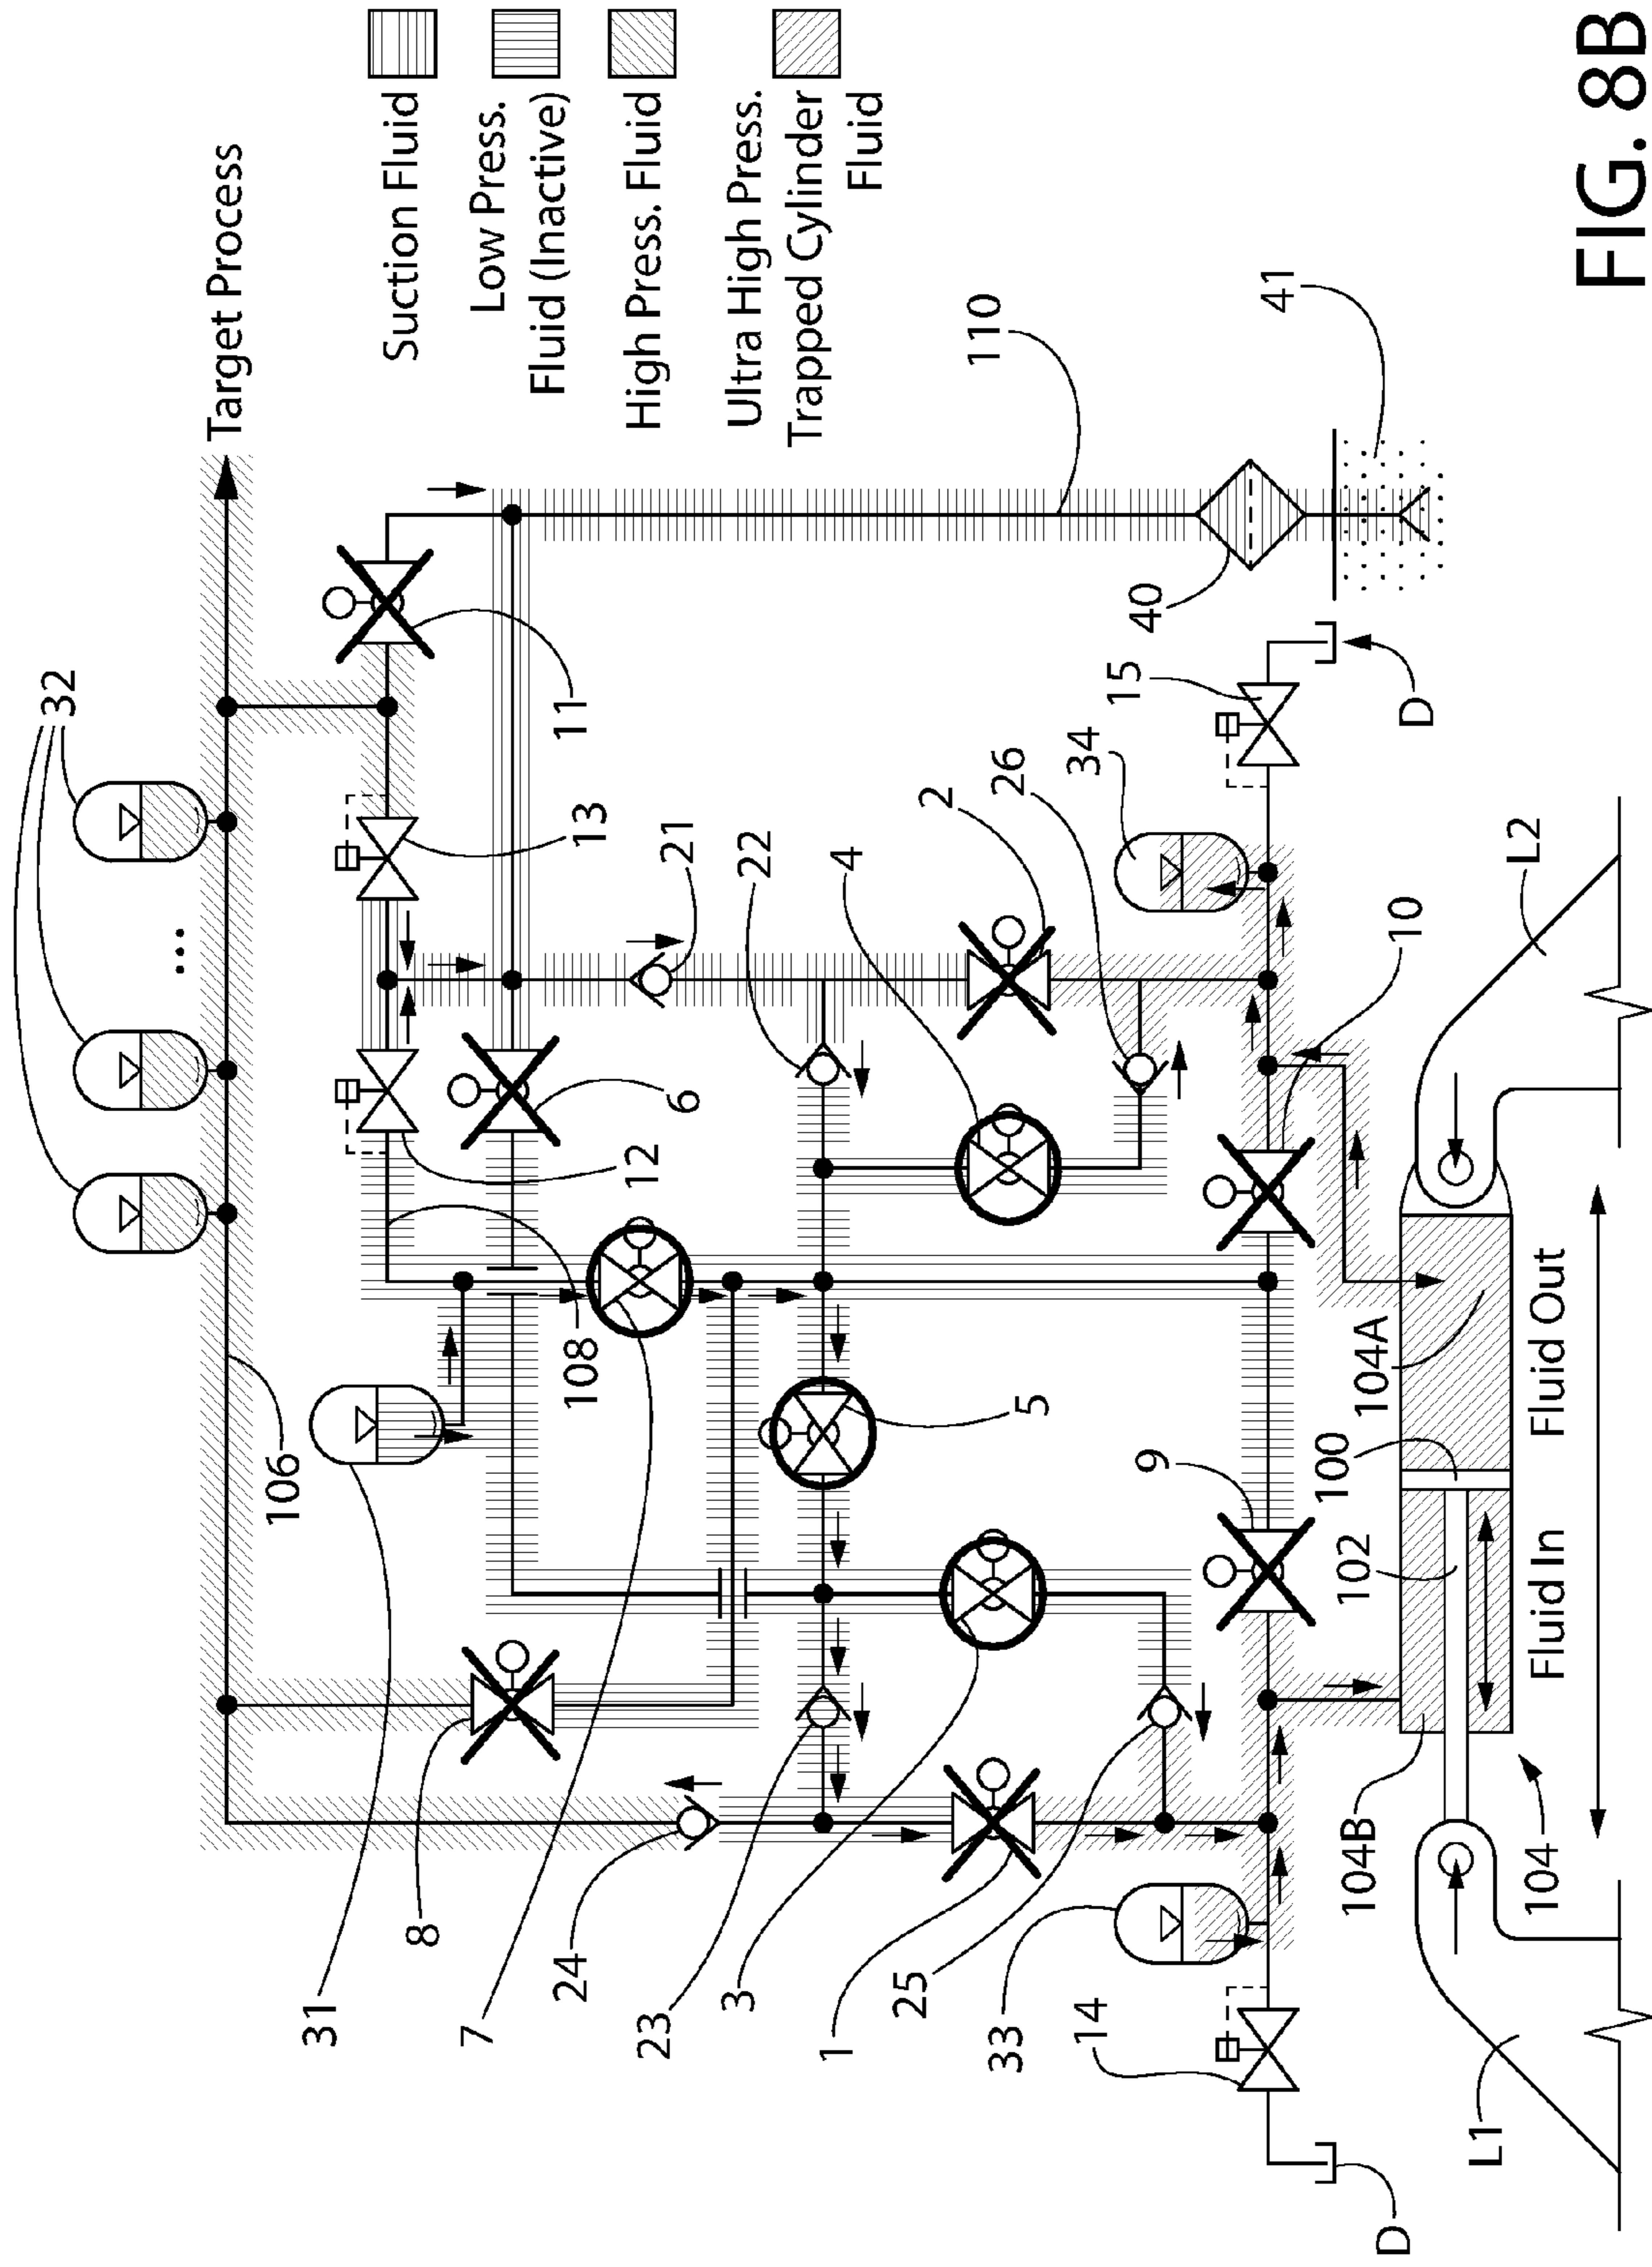 Target Process
Suction Fluid
Low Press.
Fluid (Inactive)
High Press. Fluid
Ultra High Press.
Trapped Cylinder
Fluid
32
...
106
31
8
7
24
108
12
6
13
11
21
22
4
26
2
110
41
40
15
D
34
5
23
3
1
25
33
14
D
9
10
100
102
104A
104B
104
Fluid In
Fluid Out
L1
L2
FIG. 8B